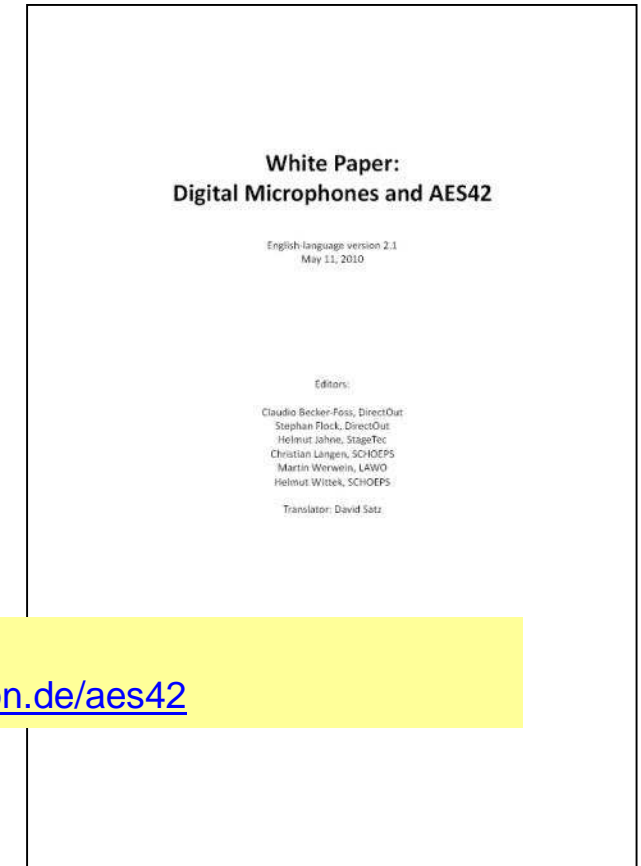 White Paper:
Digital Microphones and AES42
English-language version 2.1
May 11, 2010
Editors:
Claudio Becker-Foss, DirectOut
Stephan Flock, DirectOut
Helmut Jahne, StageTec
Christian Langen, SCHOEPS
Martin Werwein, LAWO
Helmut Wittek, SCHOEPS
Translator: David Satz
on.de/aes42